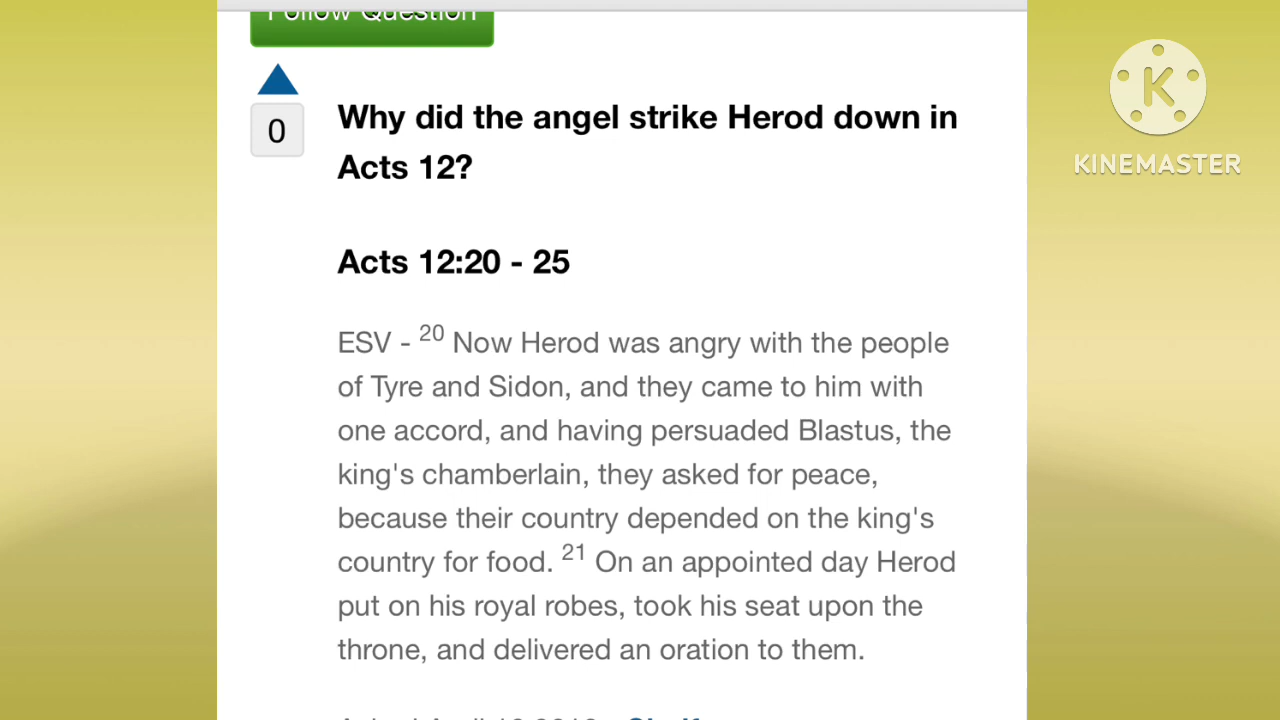 Follow Question
0
Why did the angel strike Herod down in
Acts 12?
Acts 12:20 - 25
ESV - 20 Now Herod was angry with the people
of Tyre and Sidon, and they came to him with
one accord, and having persuaded Blastus, the
king's chamberlain, they asked for peace,
because their country depended on the king's
country for food. 21 On an appointed day Herod
put on his royal robes, took his seat upon the
throne, and delivered an oration to them.
K
KINEMASTER